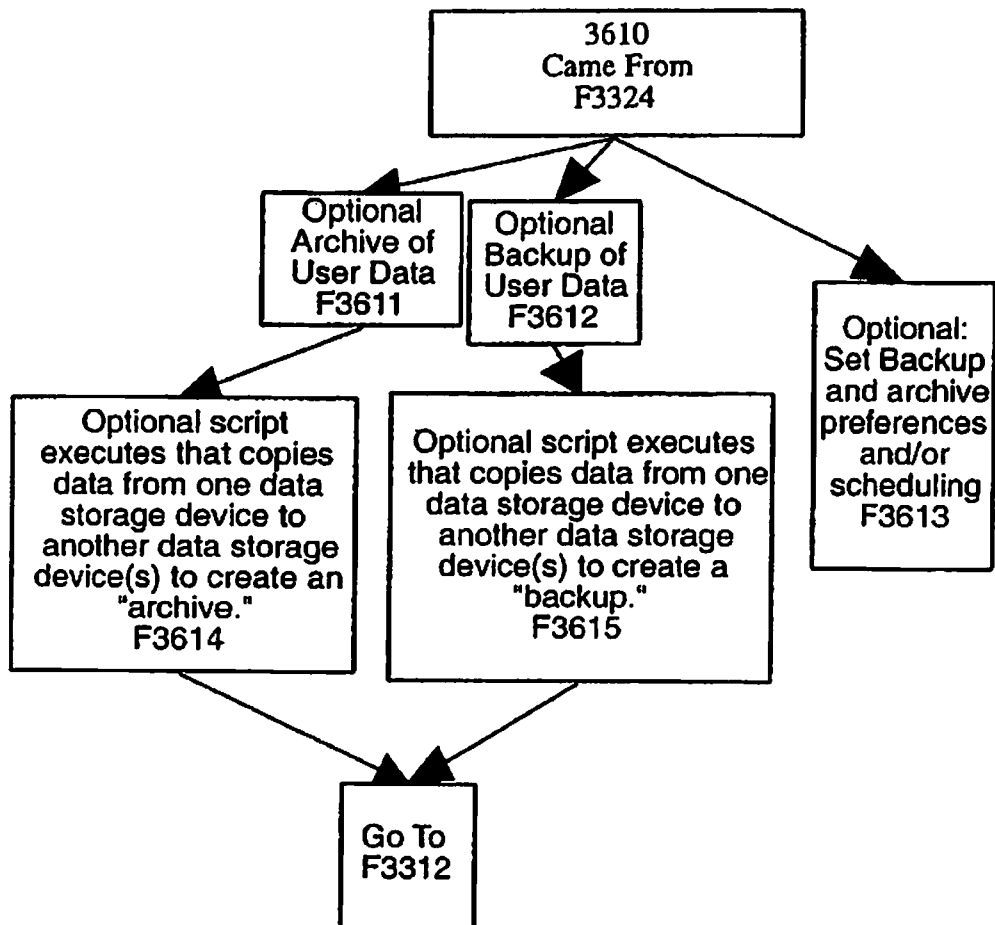 3610
Came From
F3324
Optional
Archive of
User Data
F3611
Optional
Backup of
User Data
F3612
Optional:
Set Backup
and archive
preferences
and/or
scheduling
F3613
Optional script
executes that copies
data from one data
storage device to
another data storage
device(s) to create an
"archive."
F3614
Optional script executes
that copies data from one
data storage device to
another data storage
device(s) to create a
"backup."
F3615
Go To
F3312